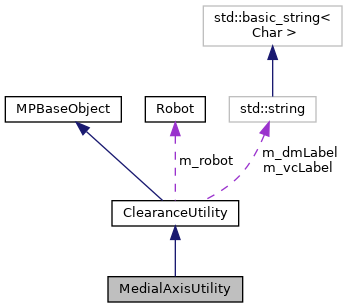 std::basic_string<
Char >
MPBaseObject
Robot
std::string
m_robot
m_dmLabel
m_vcLabel
ClearanceUtility
MedialAxisUtility